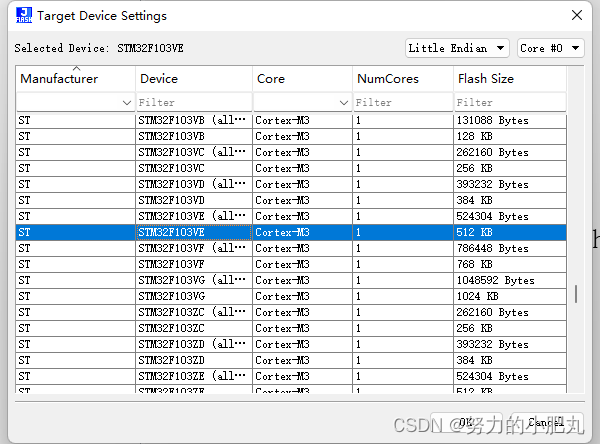 J
FLASH
Target Device Settings
Selected Device: STM32F103VE
Little Endian
Core #0
Manufacturer Device Core NumCores Flash Size
Filter Filter Filter
ST STM32F103VB (all… Cortex-M3 1 131088 Bytes
ST STM32F103VB Cortex-M3 1 128 KB
ST STM32F103VC (all… Cortex-M3 1 262160 Bytes
ST STM32F103VC Cortex-M3 1 256 KB
ST STM32F103VD (all… Cortex-M3 1 393232 Bytes
ST STM32F103VD Cortex-M3 1 384 KB
ST STM32F103VE (all… Cortex-M3 1 524304 Bytes
ST STM32F103VE Cortex-M3 1 512 KB
ST STM32F103VF (all… Cortex-M3 1 786448 Bytes
ST STM32F103VF Cortex-M3 1 768 KB
ST STM32F103VG (all… Cortex-M3 1 1048592 Bytes
ST STM32F103VG Cortex-M3 1 1024 KB
ST STM32F103ZC (all… Cortex-M3 1 262160 Bytes
ST STM32F103ZC Cortex-M3 1 256 KB
ST STM32F103ZD (all… Cortex-M3 1 393232 Bytes
ST STM32F103ZD Cortex-M3 1 384 KB
ST STM32F103ZE (all… Cortex-M3 1 524304 Bytes
ST STM32F103ZE Cortex-M3 1 512 KB
OK Cancel
CSDN @努力的小肥丸